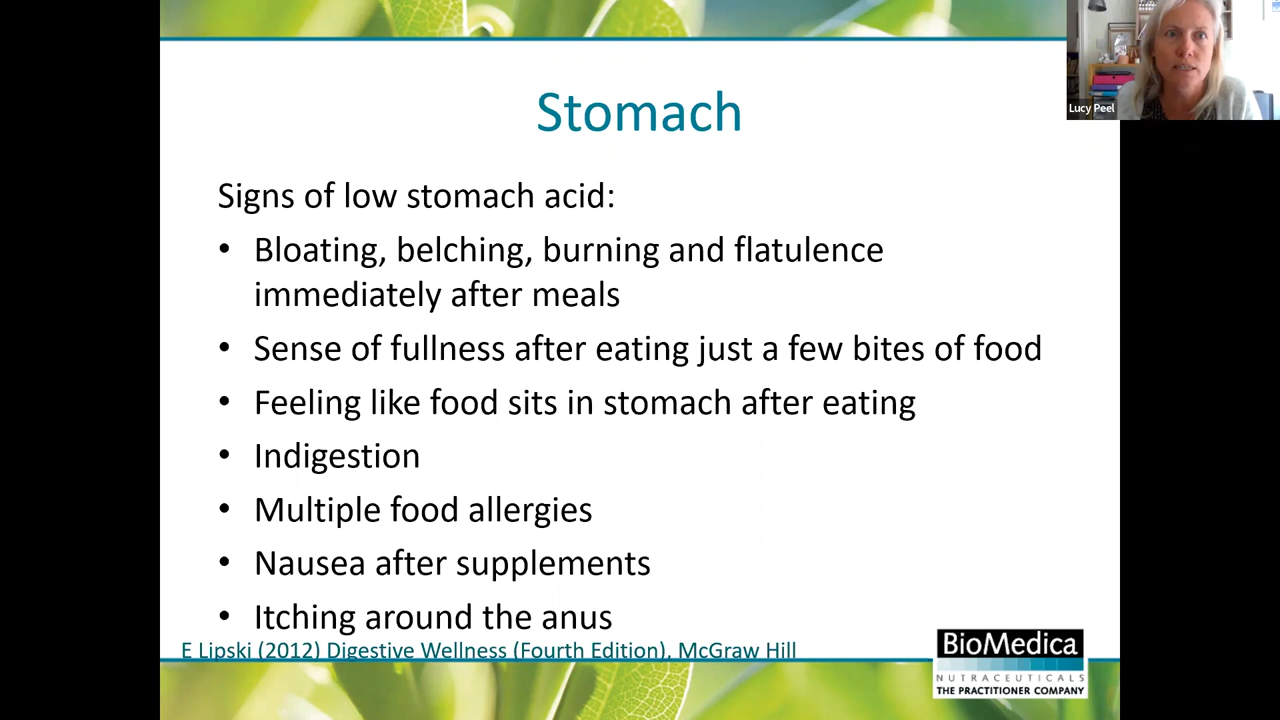 Lucy Peel
Stomach
Signs of low stomach acid:
• Bloating, belching, burning and flatulence
immediately after meals
• Sense of fullness after eating just a few bites of food
• Feeling like food sits in stomach after eating
• Indigestion
• Multiple food allergies
• Nausea after supplements
• Itching around the anus
E Lipski (2012) Digestive Wellness (Fourth Edition), McGraw Hill
BioMedica
NUTRACEUTICALS
THE PRACTITIONER COMPANY